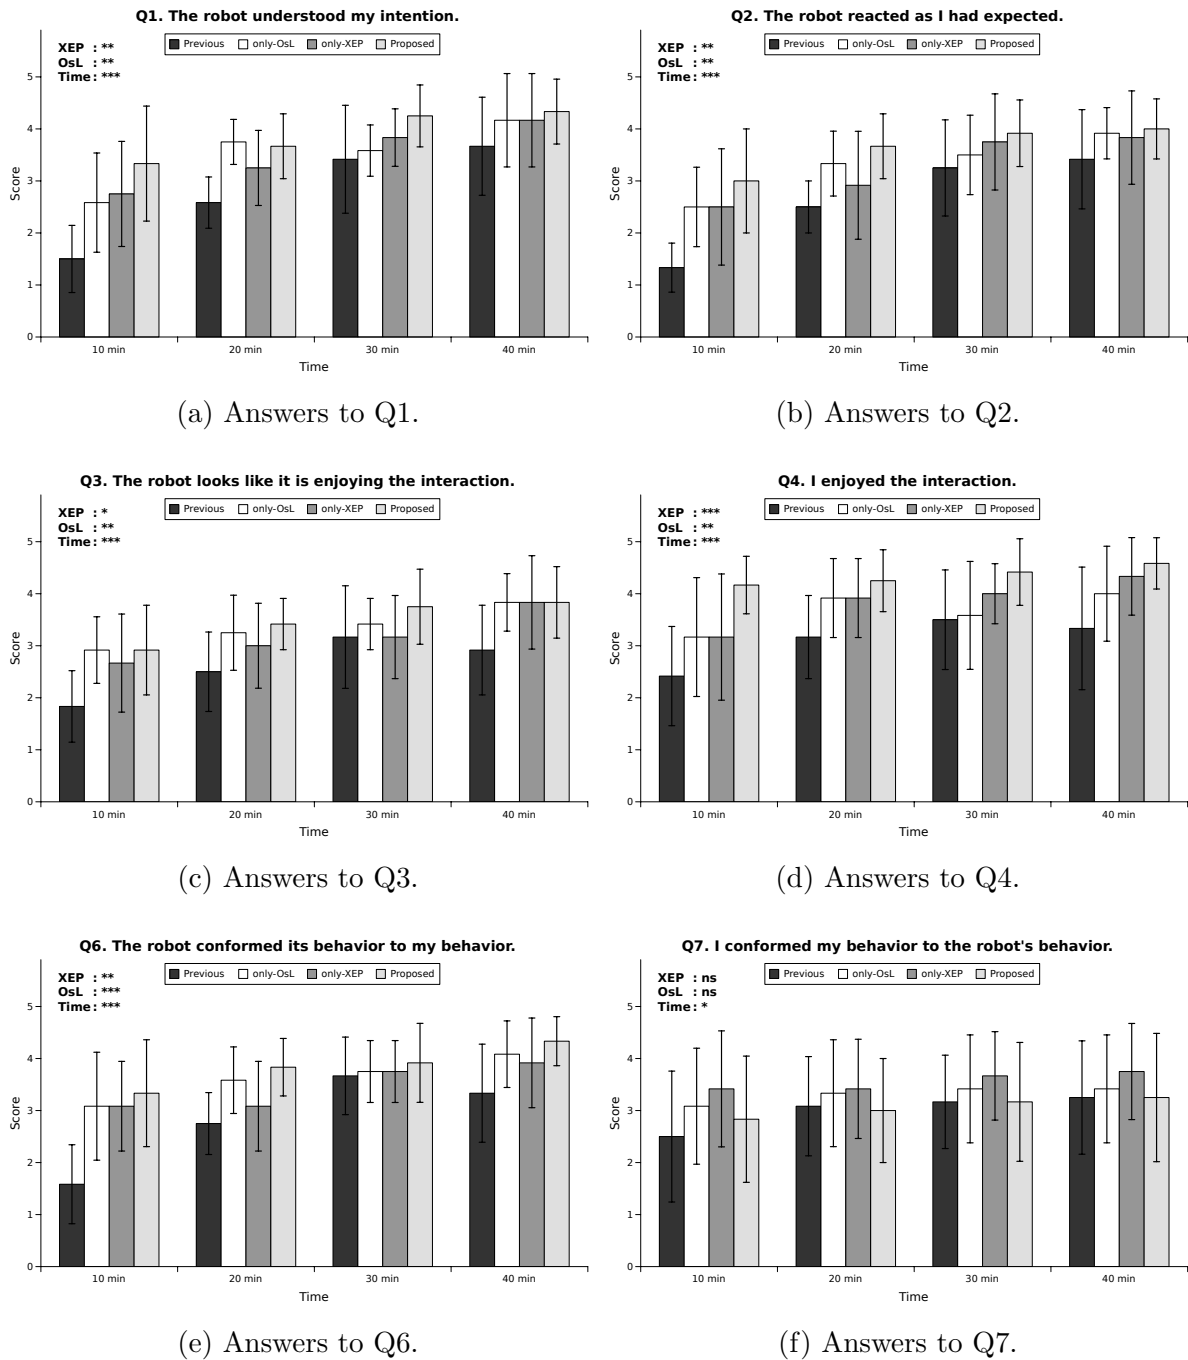 Q1. The robot understood my intention.
XEP : **
OsL : **
Time: ***
Previous only-OsL only-XEP Proposed
5
4
3
2
1
0
Score
10 min 20 min 30 min 40 min
Time
(a) Answers to Q1.
Q2. The robot reacted as I had expected.
XEP : **
OsL : **
Time: ***
Previous only-OsL only-XEP Proposed
5
4
3
2
1
0
Score
10 min 20 min 30 min 40 min
Time
(b) Answers to Q2.
Q3. The robot looks like it is enjoying the interaction.
XEP : *
OsL : **
Time: ***
Previous only-OsL only-XEP Proposed
5
4
3
2
1
0
Score
10 min 20 min 30 min 40 min
Time
(c) Answers to Q3.
Q4. I enjoyed the interaction.
XEP : ***
OsL : **
Time: ***
Previous only-OsL only-XEP Proposed
5
4
3
2
1
0
Score
10 min 20 min 30 min 40 min
Time
(d) Answers to Q4.
Q6. The robot conformed its behavior to my behavior.
XEP : **
OsL : ***
Time: ***
Previous only-OsL only-XEP Proposed
5
4
3
2
1
0
Score
10 min 20 min 30 min 40 min
Time
(e) Answers to Q6.
Q7. I conformed my behavior to the robot's behavior.
XEP : ns
OsL : ns
Time: *
Previous only-OsL only-XEP Proposed
5
4
3
2
1
0
Score
10 min 20 min 30 min 40 min
Time
(f) Answers to Q7.